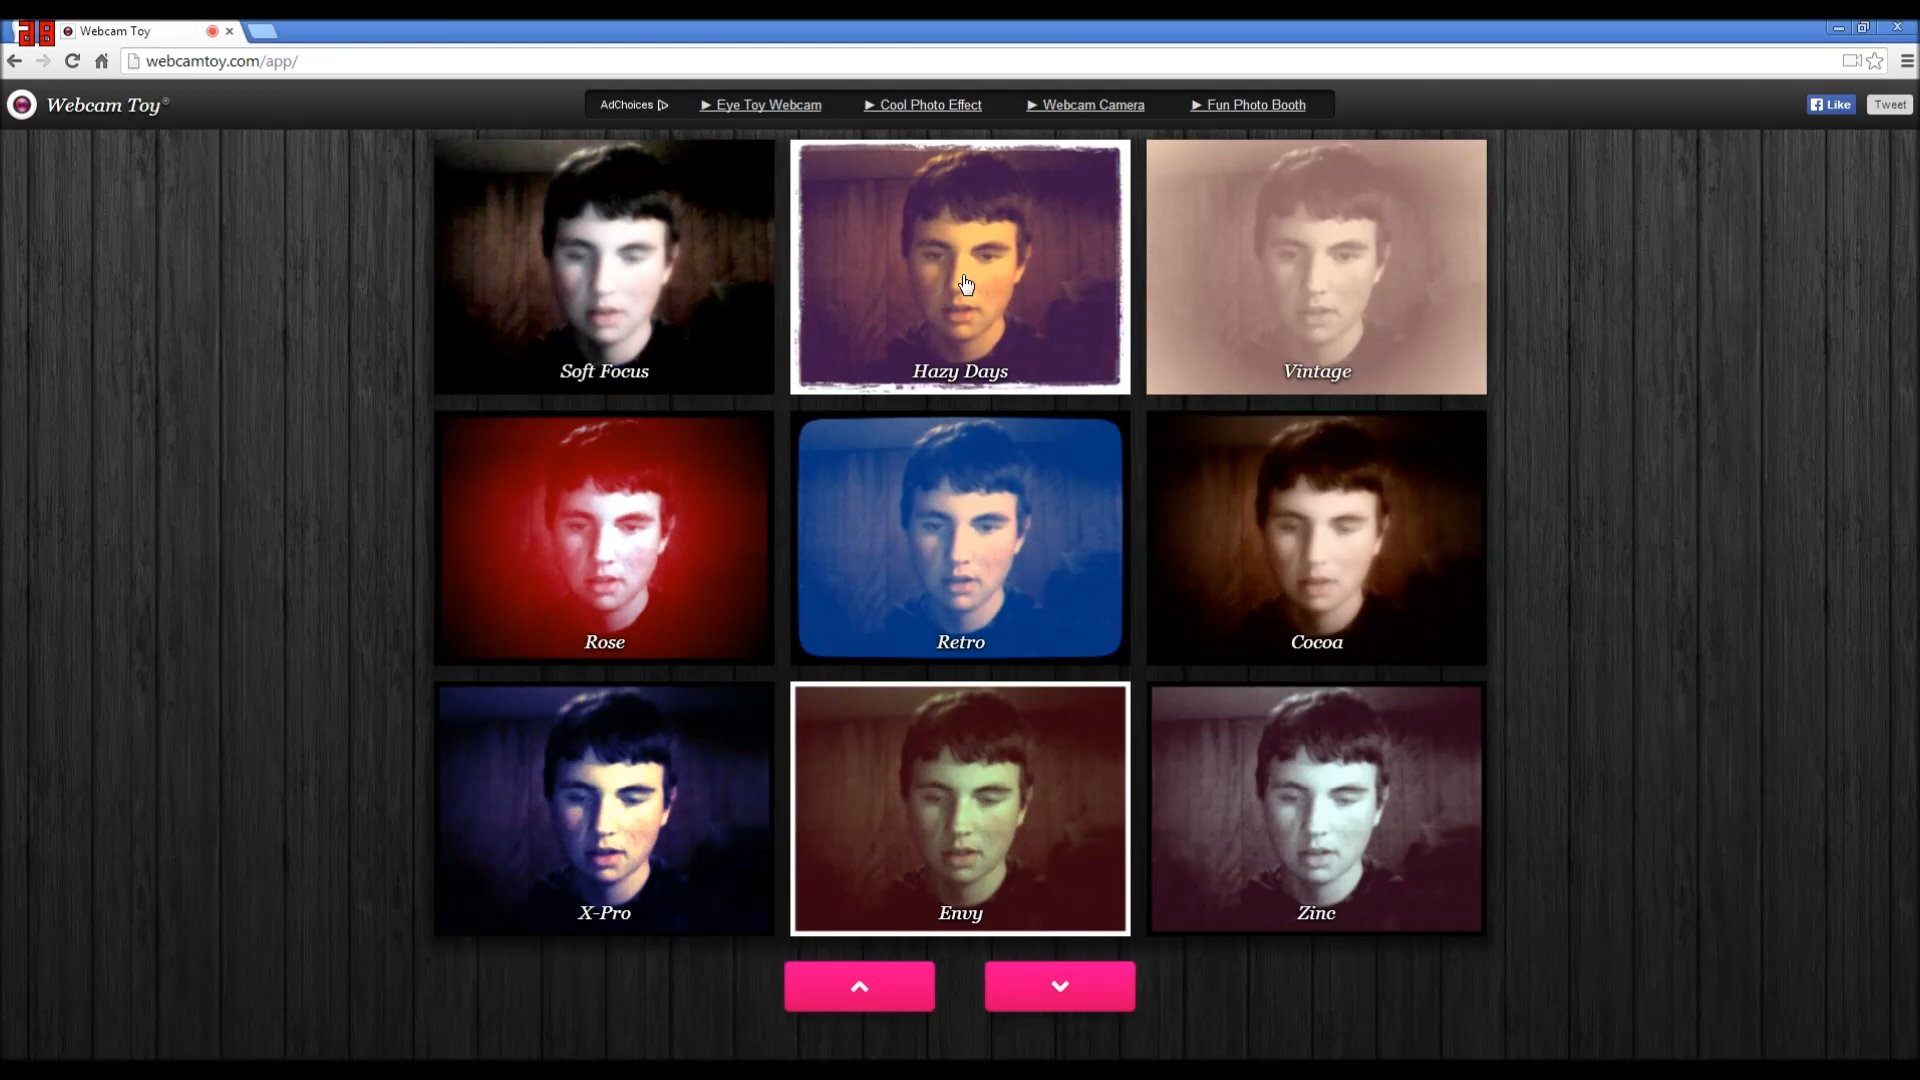 28
Webcam Toy
webcamtoy.com/app/
Webcam Toy®
AdChoices
► Eye Toy Webcam
► Cool Photo Effect
► Webcam Camera
► Fun Photo Booth
Like
Tweet
Soft Focus
Hazy Days
Vintage
Rose
Retro
Cocoa
X-Pro
Envy
Zinc